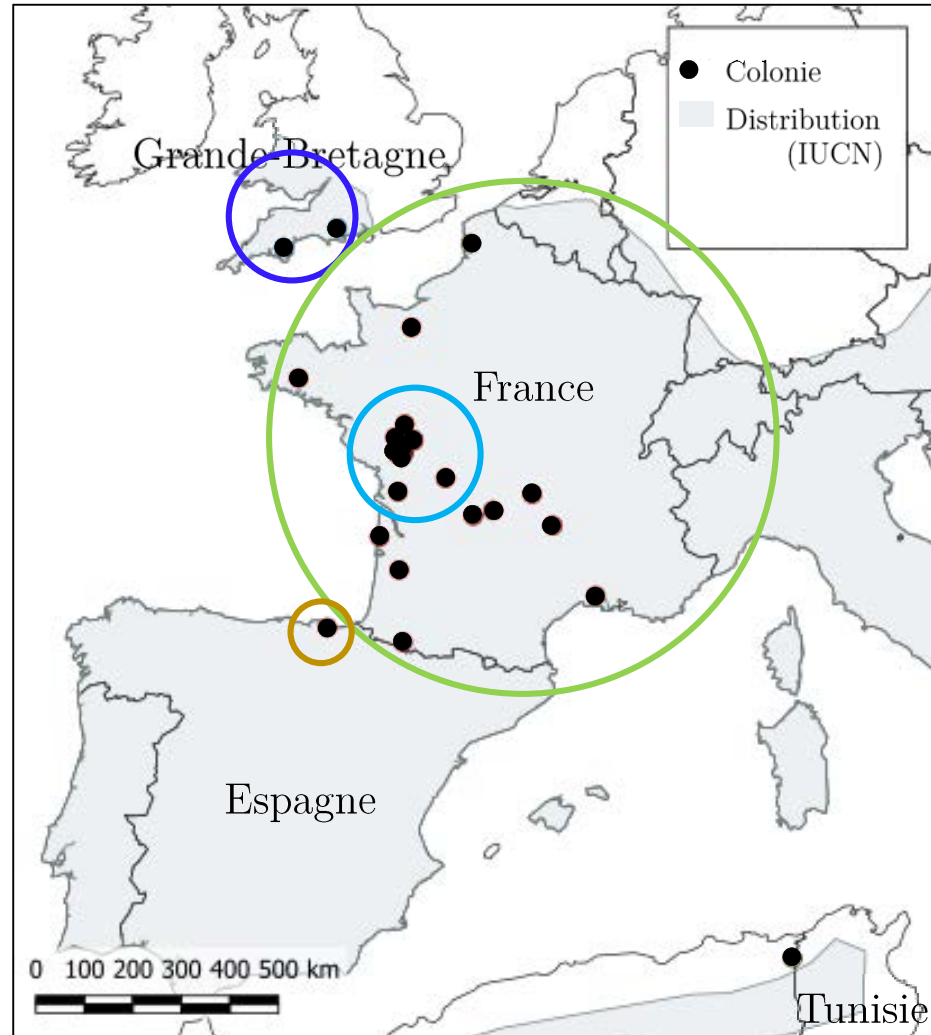 Colonie
Distribution
(IUCN)
Grande-Bretagne
France
Espagne
0 100 200 300 400 500 km
Tunisie